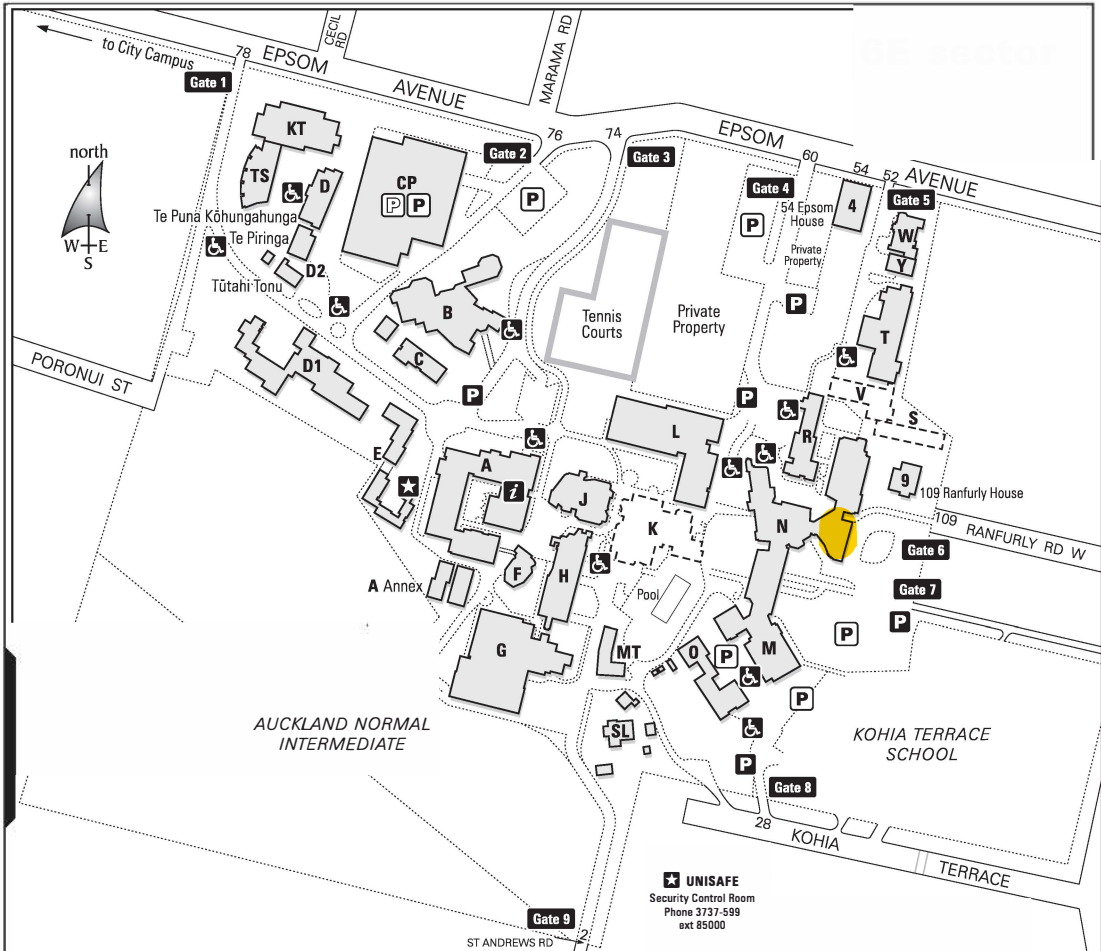 6E sector
to City Campus
CECIL
RD
MARAMA RD
78
EPSOM
AVENUE
Gate 1
76
74
EPSOM
AVENUE
Gate 2
Gate 3
60
54
52
Gate 4
Gate 5
north
W
E
S
KT
TS
D
CP
P
P
P
P
4
54 Epsom
House
Private
Property
W
Y
Te Puna Kōhungahunga
Te Piringa
D2
Tūtahi Tonu
B
C
P
Tennis
Courts
Private
Property
P
T
PORONUI ST
D1
P
V
S
L
R
E
A
i
J
K
N
9
109 Ranfurly House
109
RANFURLY RD W
Gate 6
A Annex
F
H
Pool
Gate 7
P
P
G
MT
O
P
M
P
SL
P
AUCKLAND NORMAL
INTERMEDIATE
KOHIA TERRACE
SCHOOL
Gate 8
28
KOHIA
TERRACE
UNISAFE
Security Control Room
Phone 3737-599
ext 85000
Gate 9
2
ST ANDREWS RD